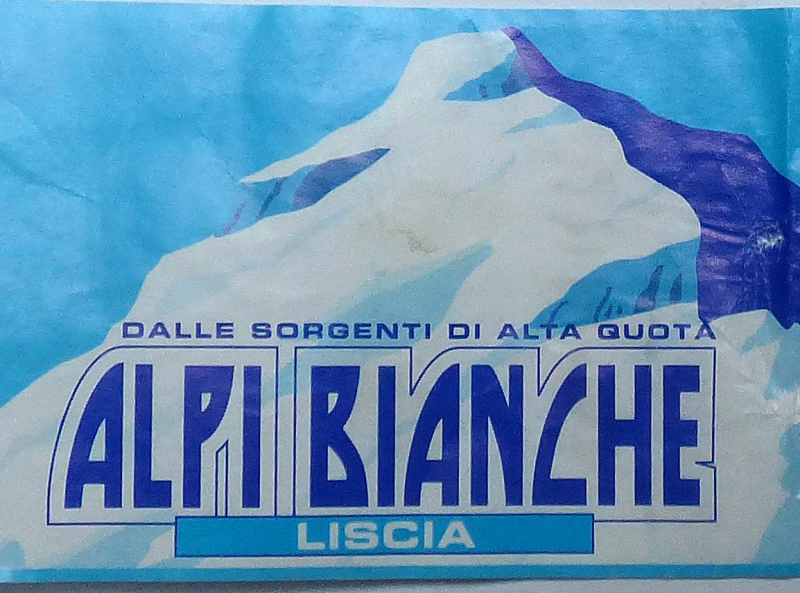 DALLE SORGENTI DI ALTA QUOTA
ALPI BIANCHE
LISCIA